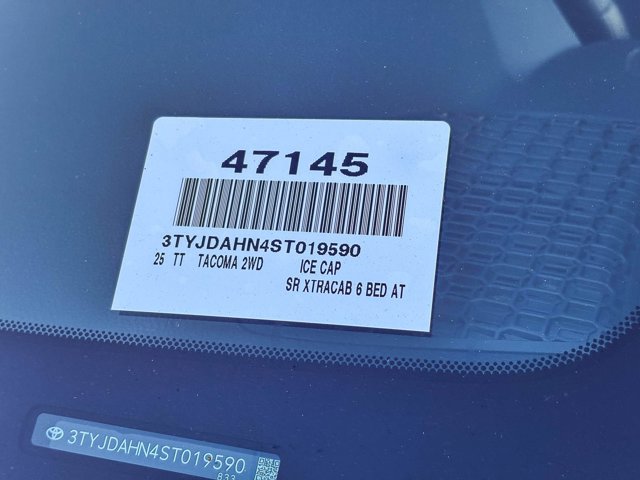 47145
3TYJDAHN4ST019590
25 TT TACOMA 2WD ICE CAP
SR XTRACAB 6 BED AT
3TYJDAHN4ST019590
833